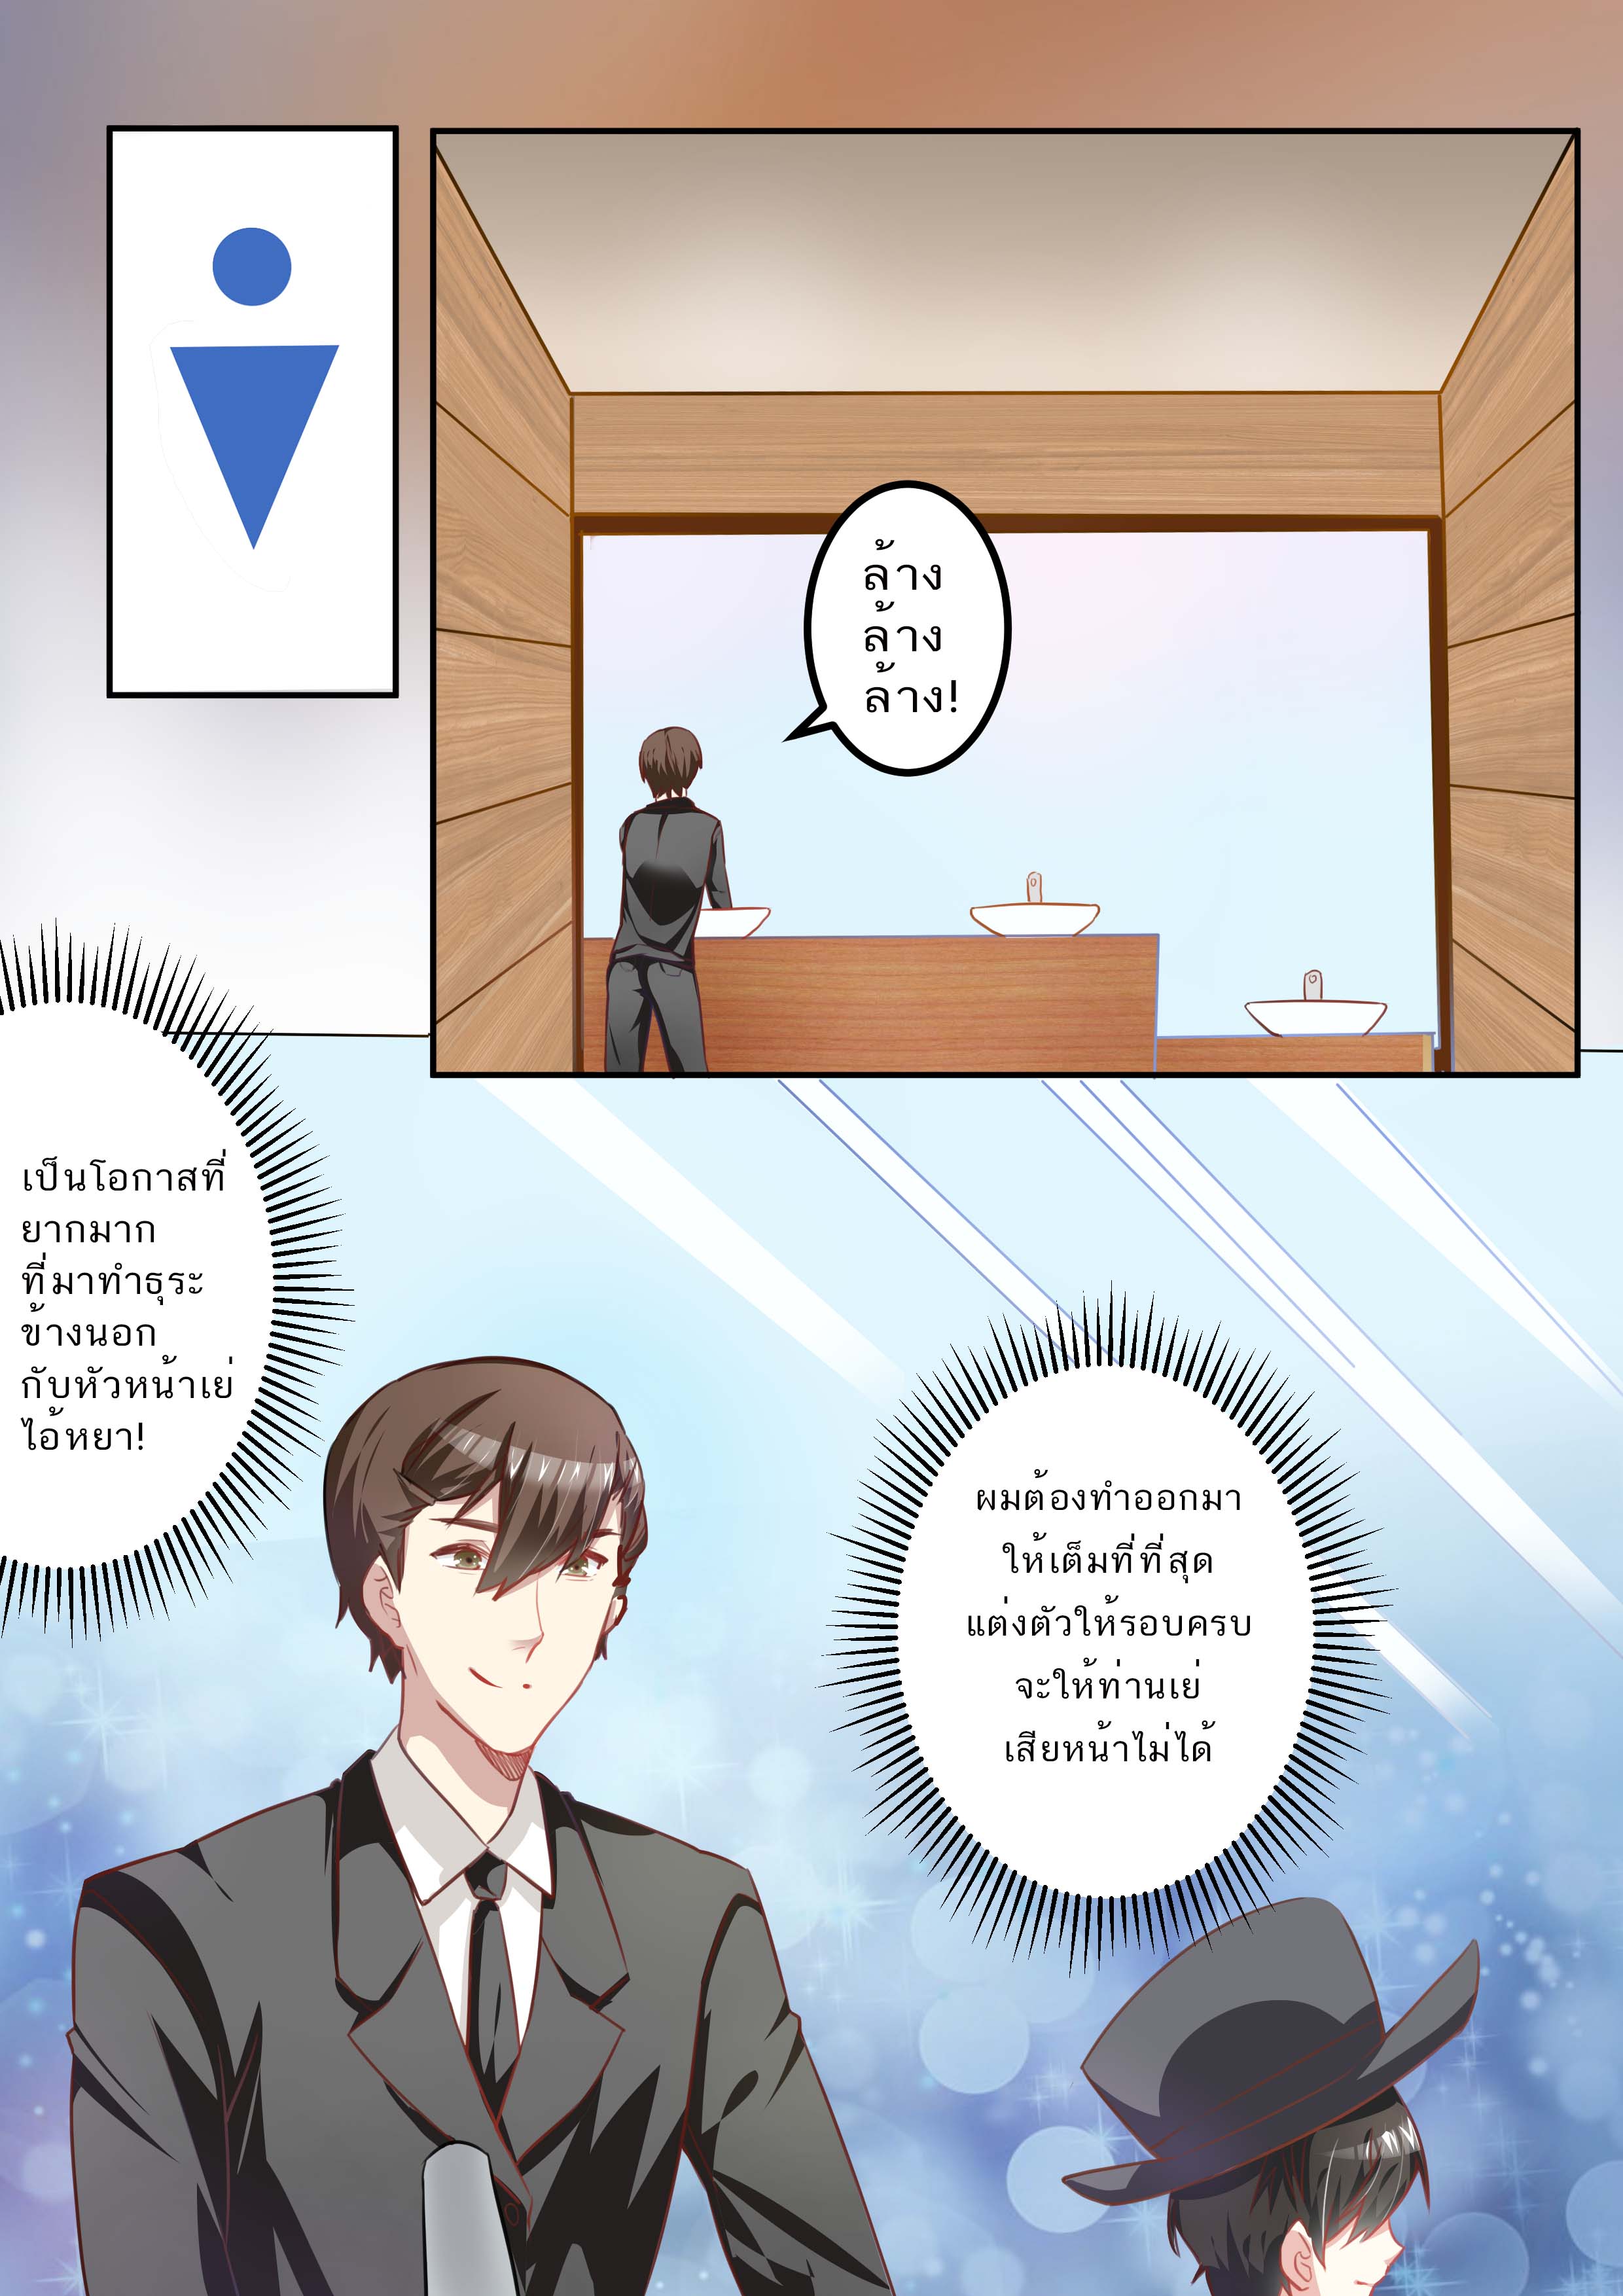 ล้าง
ล้าง
ล้าง!
เป็นโอกาสที่
ยากมาก
ที่มาทำธุระ
ข้างนอก
กับหัวหน้าเย่
ไอ้หยา!
ผมต้องทำออกมา
ให้เต็มที่ที่สุด
แต่งตัวให้รอบครบ
จะให้ท่านเย่
เสียหน้าไม่ได้